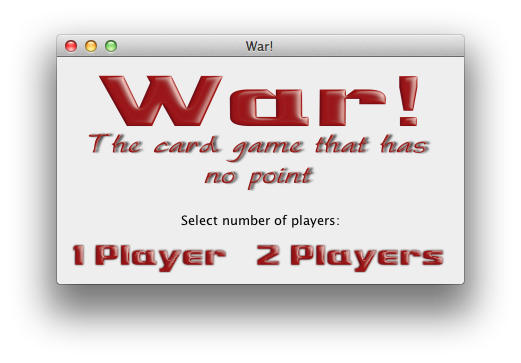 War!
War!
The card game that has
no point
Select number of players:
1 Player 2 Players